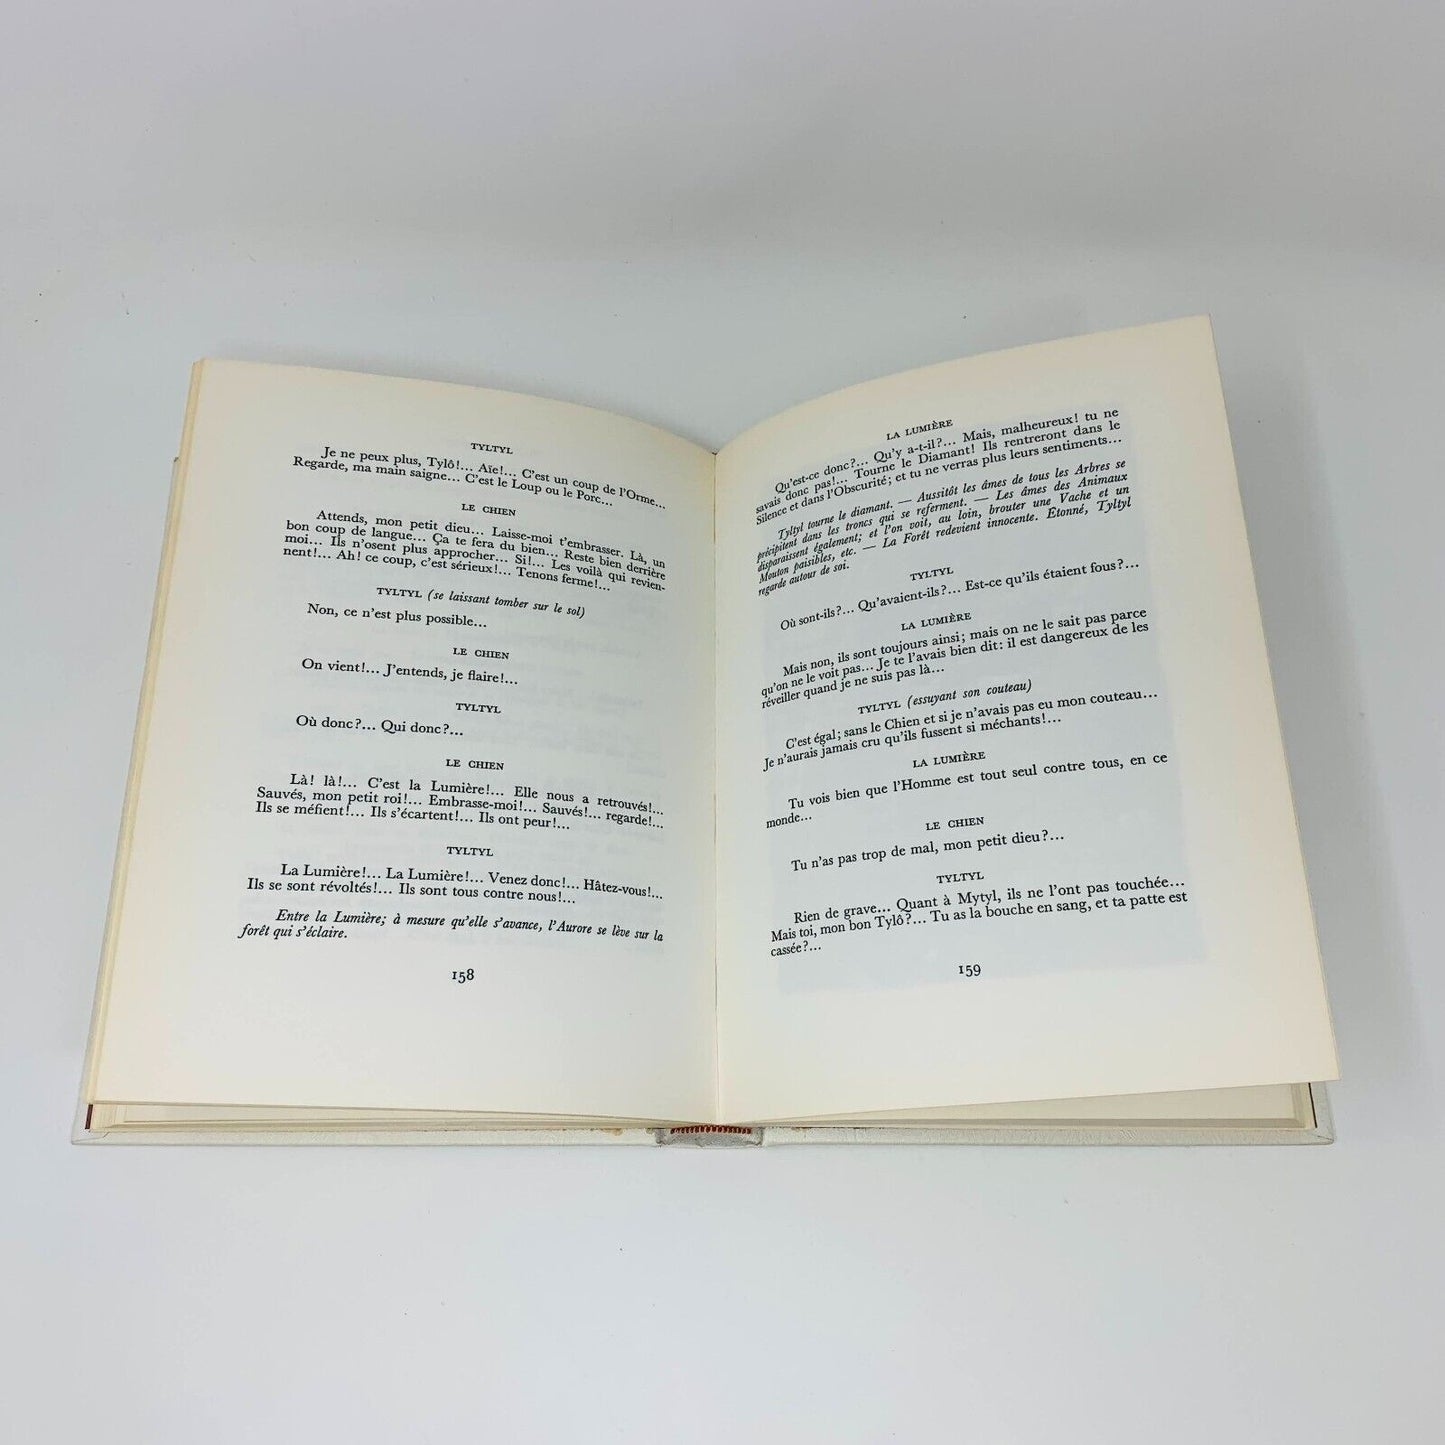 TYLTYL
Je ne peux plus, Tylô!... Aïe!... C'est un coup de l'Orme...
Regarde, ma main saigne... C'est le Loup ou le Porc...
LE CHIEN
Attends, mon petit dieu... Laisse-moi t'embrasser. Là, un
bon coup de langue... Ça te fera du bien... Reste bien derrière
moi... Ils n'osent plus approcher... Si!... Les voilà qui revien-
nent!... Ah! ce coup, c'est sérieux!... Tenons ferme!...
TYLTYL (se laissant tomber sur le sol)
Non, ce n'est plus possible...
LE CHIEN
On vient!... J'entends, je flaire!...
TYLTYL
Où donc?... Qui donc?...
LE CHIEN
Là! là!... C'est la Lumière!... Elle nous a retrouvés!...
Sauvés, mon petit roi!... Embrasse-moi!... Sauvés!... regarde!...
Ils se méfient!... Ils s'écartent!... Ils ont peur!...
TYLTYL
La Lumière!... La Lumière!... Venez donc!... Hâtez-vous!...
Ils se sont révoltés!... Ils sont tous contre nous!...
Entre la Lumière; à mesure qu'elle s'avance, l'Aurore se lève sur la
forêt qui s'éclaire.
158
LA LUMIÈRE
Qu'est-ce donc?... Qu'y a-t-il?... Mais, malheureux! tu ne
savais donc pas!... Tourne le Diamant! Ils rentreront dans le
Silence et dans l'Obscurité; et tu ne verras plus leurs sentiments...
Tyltyl tourne le diamant. — Aussitôt les âmes de tous les Arbres se
précipitent dans les troncs qui se referment. — Les âmes des Animaux
disparaissent également; et l'on voit, au loin, brouter une Vache et un
Mouton paisibles, etc. — La Forêt redevient innocente. Etonné, Tyltyl
regarde autour de soi.
TYLTYL
Où sont-ils?... Qu'avaient-ils?... Est-ce qu'ils étaient fous?...
LA LUMIÈRE
Mais non, ils sont toujours ainsi; mais on ne le sait pas parce
qu'on ne le voit pas... Je te l'avais bien dit: il est dangereux de les
réveiller quand je ne suis pas là...
TYLTYL (essuyant son couteau)
C'est égal; sans le Chien et si je n'avais pas eu mon couteau...
Je n'aurais jamais cru qu'ils fussent si méchants!...
LA LUMIÈRE
Tu vois bien que l'Homme est tout seul contre tous, en ce
monde...
LE CHIEN
Tu n'as pas trop de mal, mon petit dieu?...
TYLTYL
Rien de grave... Quant à Mytyl, ils ne l'ont pas touchée...
Mais toi, mon bon Tylô?... Tu as la bouche en sang, et ta patte est
cassée?...
159